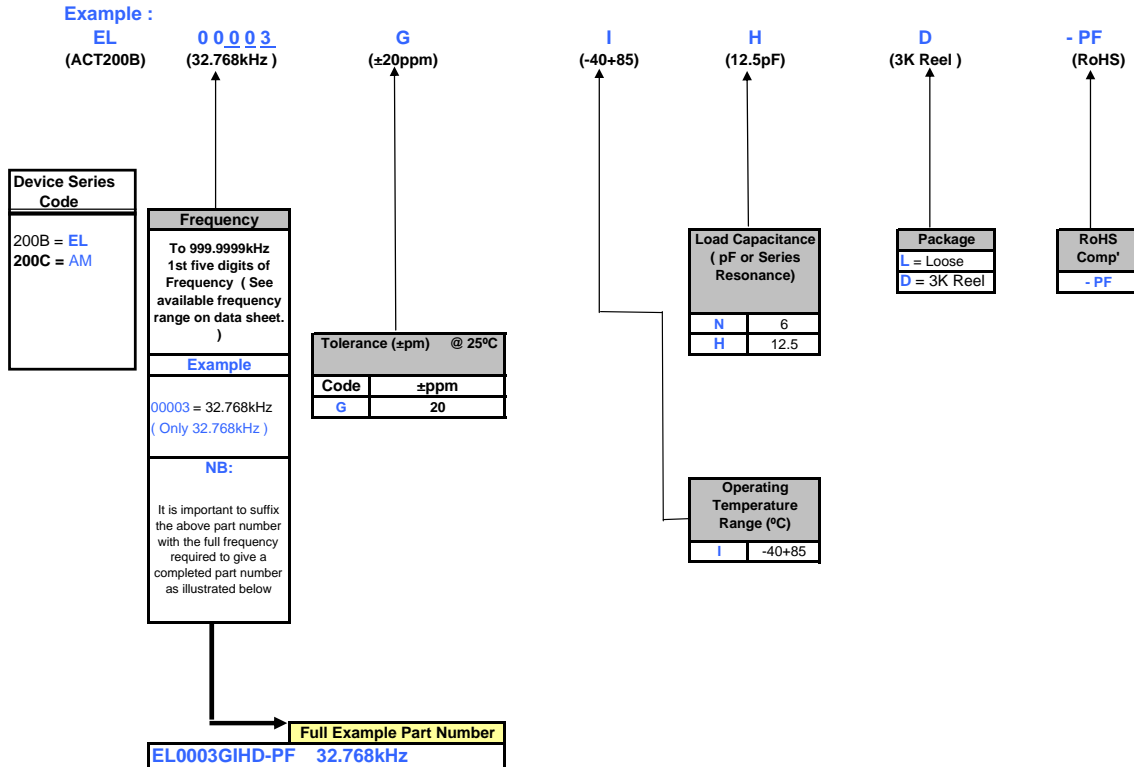 Example :
EL 0 0 0 0 3 G I H D - PF
(ACT200B) (32.768kHz ) (±20ppm) (-40+85) (12.5pF) (3K Reel ) (RoHS)
Device Series
Code
200B = EL
200C = AM
Frequency
To 999.9999kHz
1st five digits of
Frequency ( See
available frequency
range on data sheet.
)
Example
00003 = 32.768kHz
( Only 32.768kHz )
NB:
It is important to suffix
the above part number
with the full frequency
required to give a
completed part number
as illustrated below
Tolerance (±pm) @ 25ºC
Code ±ppm
G 20
Load Capacitance
( pF or Series
Resonance)
N 6
H 12.5
Operating
Temperature
Range (ºC)
I -40+85
Package
L = Loose
D = 3K Reel
RoHS
Comp'
- PF
Full Example Part Number
EL0003GIHD-PF 32.768kHz